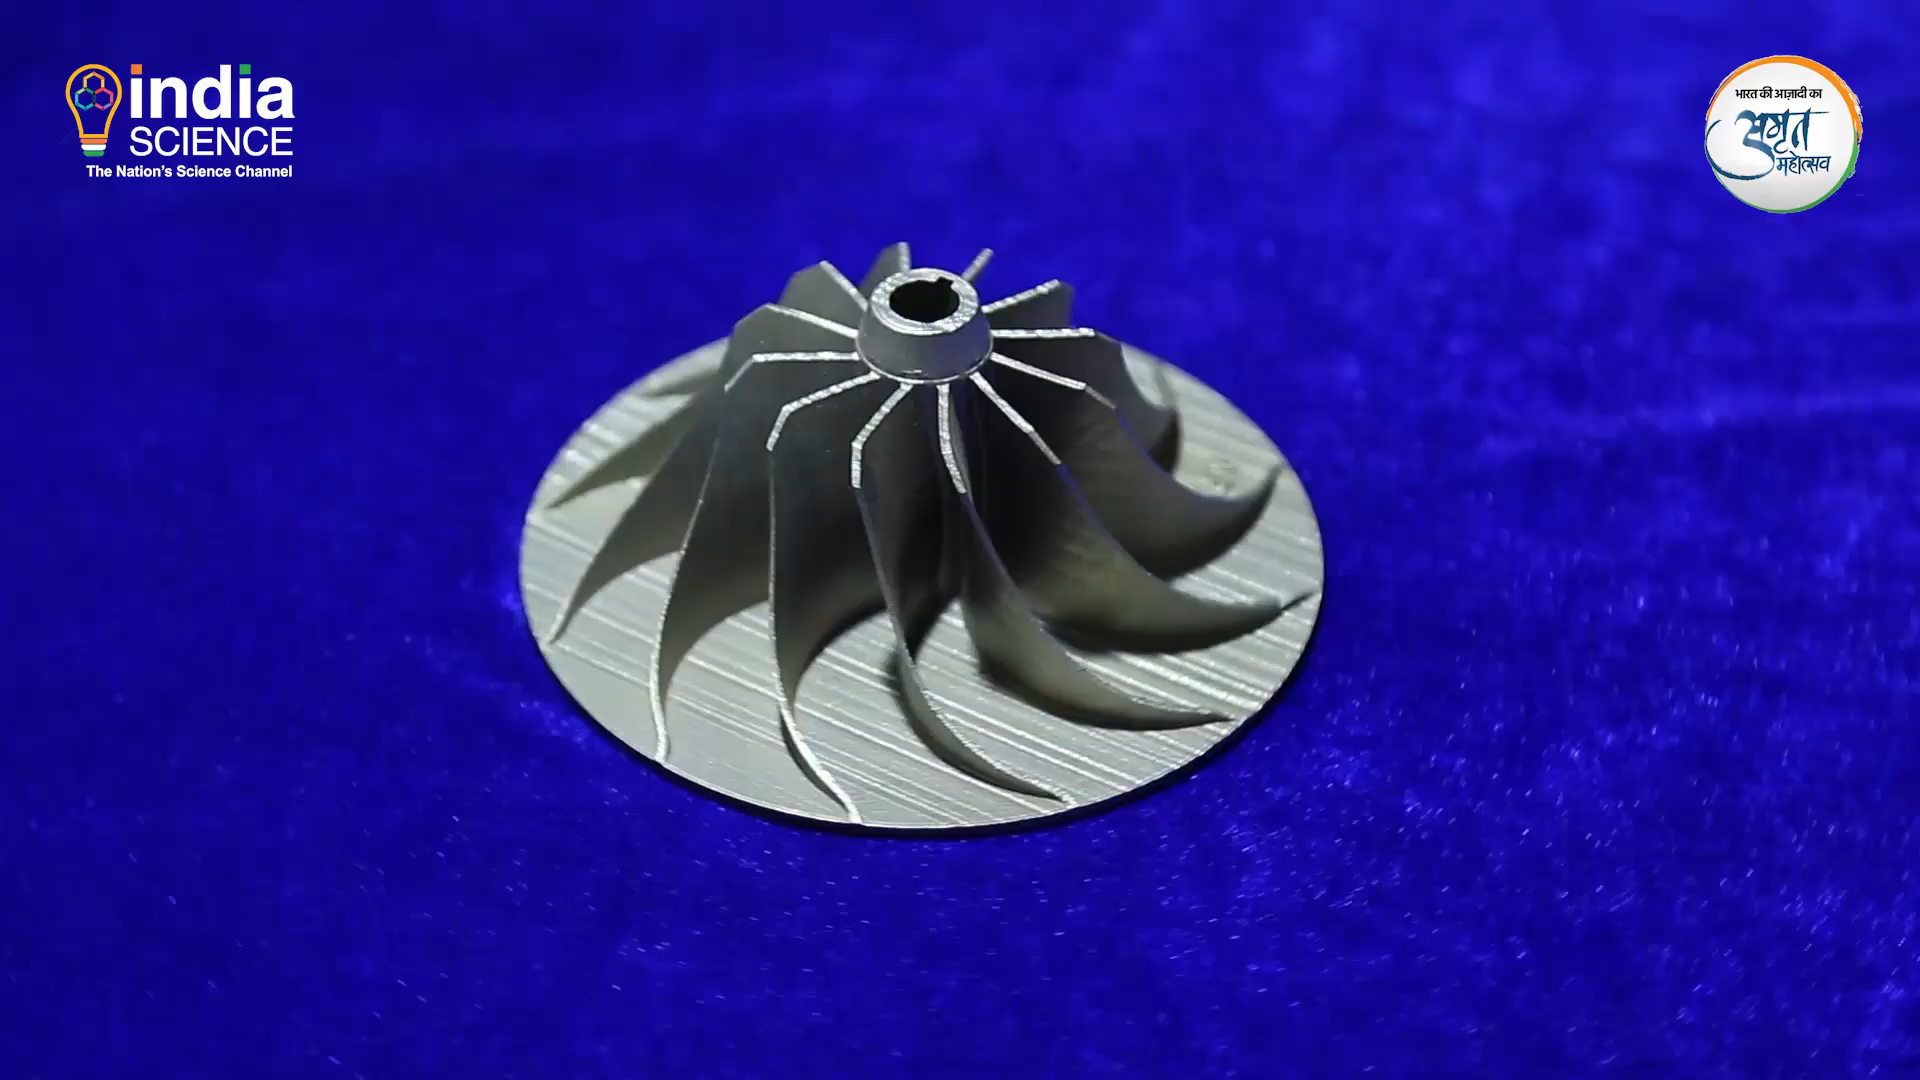 india
SCIENCE
The Nation's Science Channel
भारत की आज़ादी का
अमृत
महोत्सव